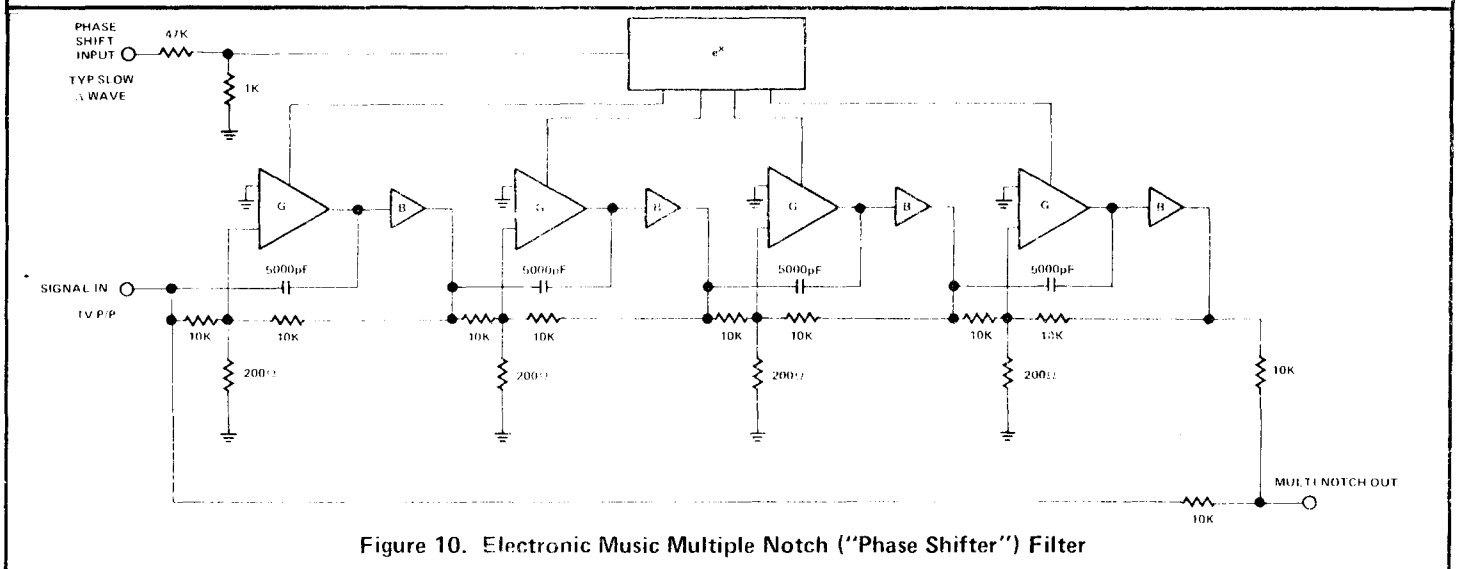 PHASE
SHIFT
INPUT
TYP SLOW
Λ WAVE
47K
1K
eˣ
G
B
G
B
G
B
G
B
5000pF
5000pF
5000pF
5000pF
SIGNAL IN
1V P/P
10K
10K
10K
10K
10K
10K
10K
10K
200Ω
200Ω
200Ω
200Ω
10K
MULTI NOTCH OUT
10K
Figure 10. Electronic Music Multiple Notch ("Phase Shifter") Filter